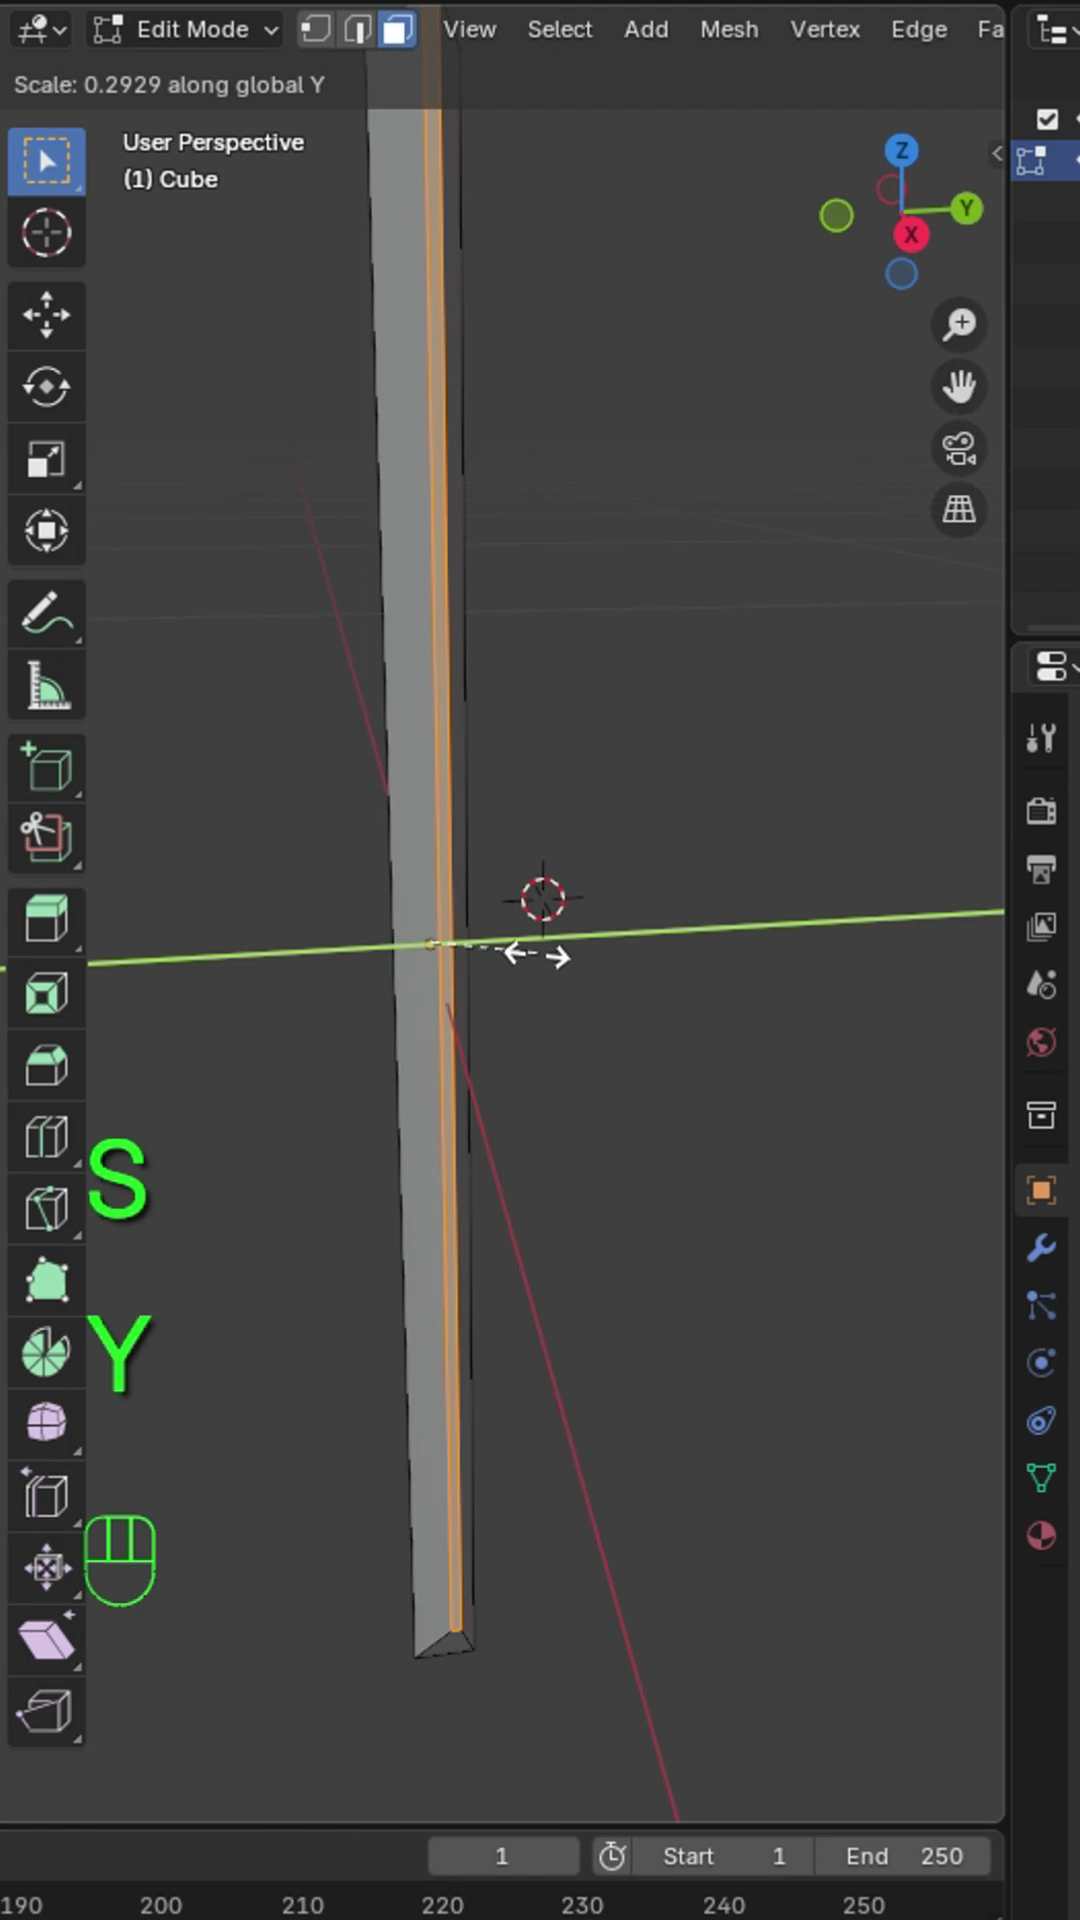 Edit Mode View Select Add Mesh Vertex Edge Fa
Scale: 0.2929 along global Y
User Perspective
(1) Cube
Z
Y
X
S
Y
1 Start 1 End 250
190 200 210 220 230 240 250